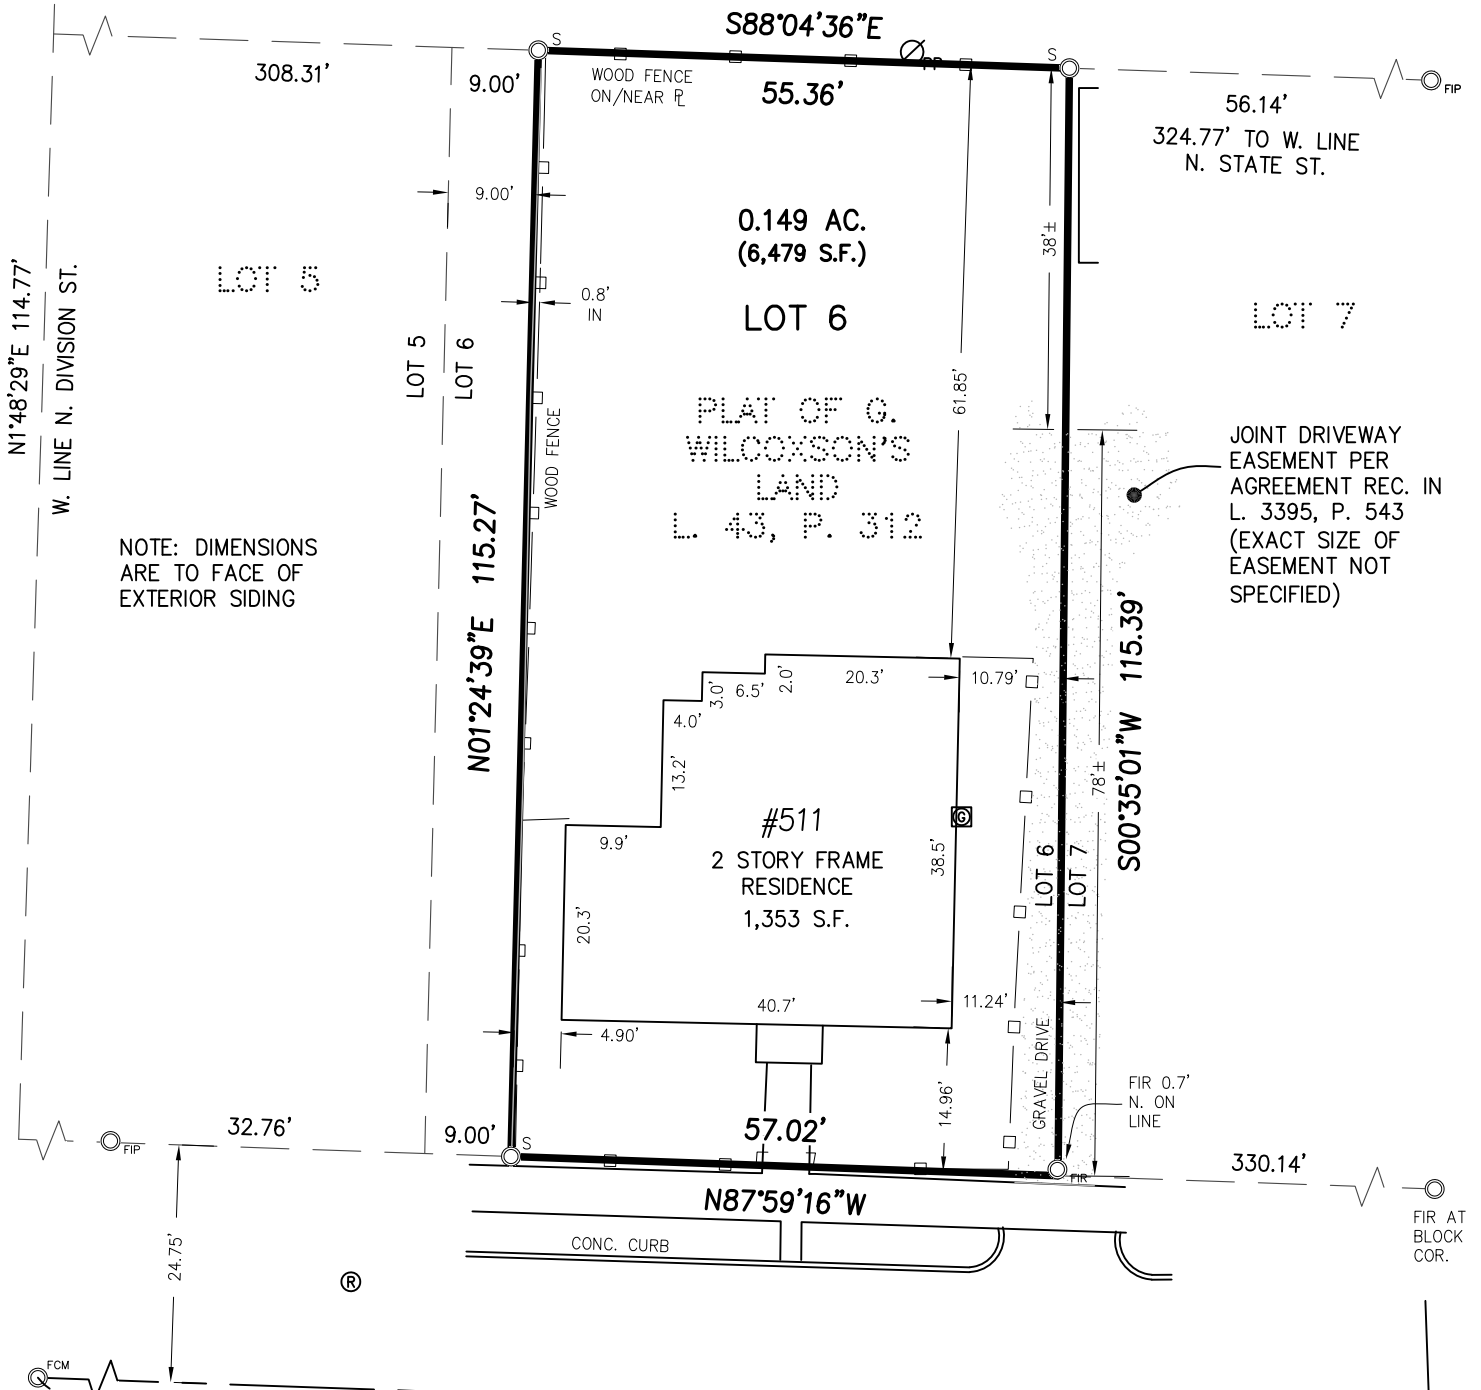 S88°04'36"E
S
S
308.31'
9.00'
WOOD FENCE
ON/NEAR ℄
55.36'
PP
56.14'
FIP
324.77' TO W. LINE
N. STATE ST.
9.00'
0.149 AC.
(6,479 S.F.)
38'±
LOT 5
0.8'
IN
LOT 6
LOT 7
N1°48'29"E 114.77'
W. LINE N. DIVISION ST.
LOT 5
LOT 6
61.85'
PLAT OF G.
WILCOXSON'S
LAND
L. 43, P. 312
WOOD FENCE
JOINT DRIVEWAY
EASEMENT PER
AGREEMENT REC. IN
L. 3395, P. 543
(EXACT SIZE OF
EASEMENT NOT
SPECIFIED)
NOTE: DIMENSIONS
ARE TO FACE OF
EXTERIOR SIDING
N01°24'39"E 115.27'
S00°35'01"W 115.39'
20.3'
10.79'
2.0'
6.5'
3.0'
4.0'
13.2'
78'±
#511
G
9.9'
2 STORY FRAME
RESIDENCE
1,353 S.F.
38.5'
LOT 6
LOT 7
20.3'
40.7'
11.24'
4.90'
GRAVEL DRIVE
14.96'
FIR 0.7'
N. ON
LINE
32.76'
9.00'
S
57.02'
FIP
FIR
330.14'
N87°59'16"W
FIR AT
BLOCK
COR.
CONC. CURB
24.75'
R
FCM